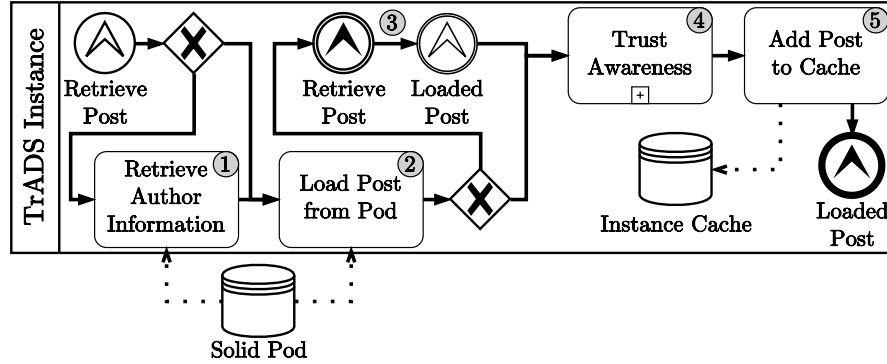 TrADS Instance
Retrieve
Post
3
Retrieve
Post
Loaded
Post
4
Trust
Awareness
+
5
Add Post
to Cache
1
Retrieve
Author
Information
2
Load Post
from Pod
Instance Cache
Loaded
Post
Solid Pod